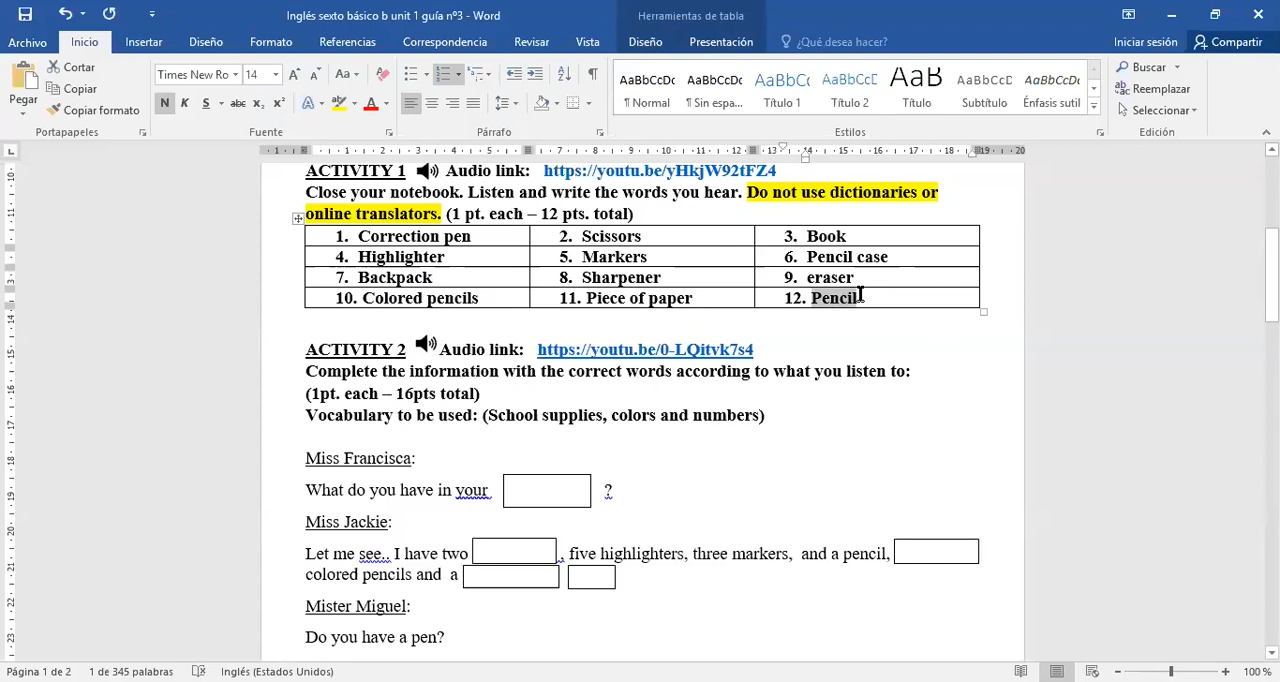 Inglés sexto básico b unit 1 guía nº3 - Word
Herramientas de tabla
Archivo Inicio Insertar Diseño Formato Referencias Correspondencia Revisar Vista Diseño Presentación ¿Qué desea hacer? Iniciar sesión Compartir
Pegar
Cortar
Copiar
Copiar formato
Portapapeles
Times New Ro 14
Aa
N K S abc x₂ x² A A
Fuente
Párrafo
AaBbCcDc AaBbCcDc AaBbCcDc AaBbCcD AaB AaBbCcDc AaBbCcDc
¶ Normal ¶ Sin espa... Título 1 Título 2 Título Subtítulo Énfasis sutil
Estilos
Buscar
Reemplazar
Seleccionar
Edición
ACTIVITY 1 Audio link: https://youtu.be/yHkjW92tFZ4
Close your notebook. Listen and write the words you hear. Do not use dictionaries or
online translators. (1 pt. each – 12 pts. total)
1. Correction pen 2. Scissors 3. Book
4. Highlighter 5. Markers 6. Pencil case
7. Backpack 8. Sharpener 9. eraser
10. Colored pencils 11. Piece of paper 12. Pencil
ACTIVITY 2 Audio link: https://youtu.be/0-LQitvk7s4
Complete the information with the correct words according to what you listen to:
(1pt. each – 16pts total)
Vocabulary to be used: (School supplies, colors and numbers)
Miss Francisca:
What do you have in your ?
Miss Jackie:
Let me see.. I have two , five highlighters, three markers, and a pencil,
colored pencils and a
Mister Miguel:
Do you have a pen?
Página 1 de 2 1 de 345 palabras Inglés (Estados Unidos) 100 %